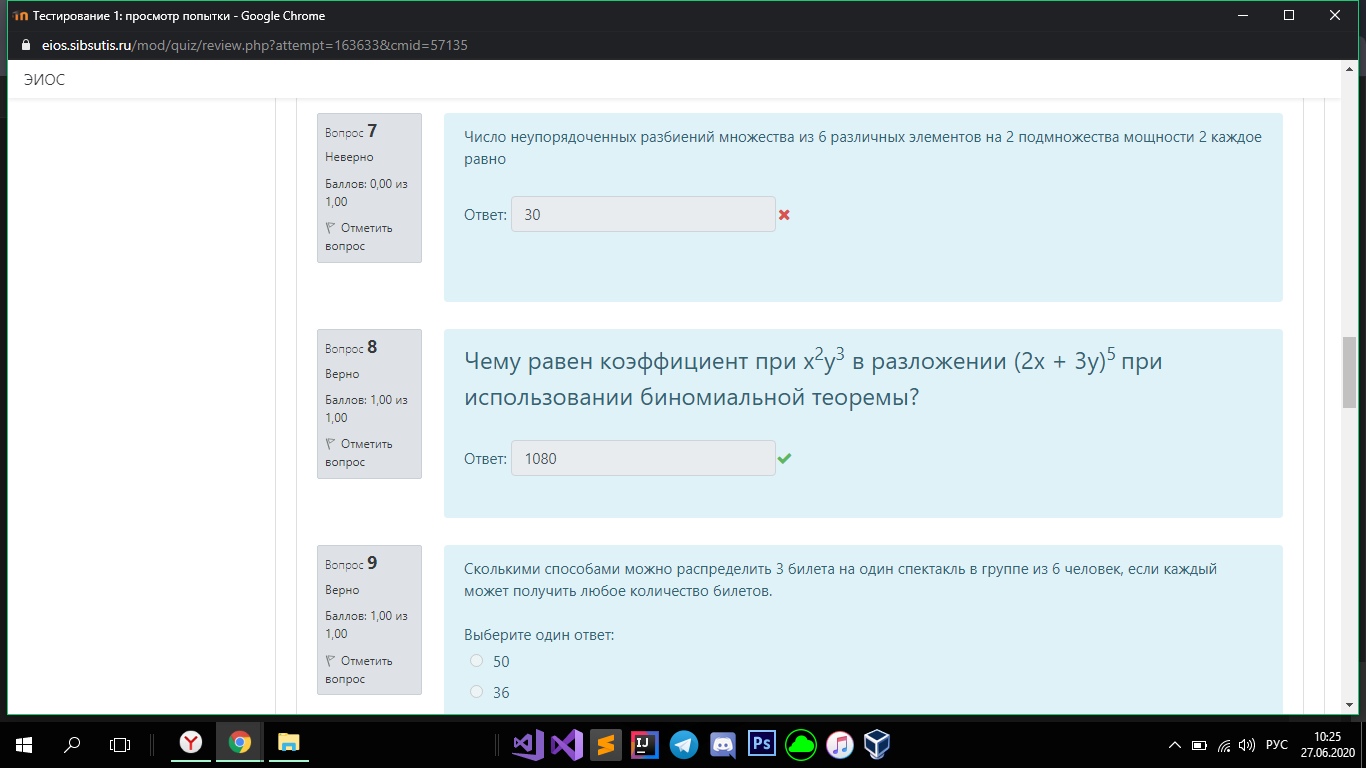 Тестирование 1: просмотр попытки - Google Chrome
eios.sibsutis.ru/mod/quiz/review.php?attempt=163633&cmid=57135
ЭИОС
Вопрос 7
Неверно
Баллов: 0,00 из
1,00
Отметить
вопрос
Число неупорядоченных разбиений множества из 6 различных элементов на 2 подмножества мощности 2 каждое
равно
Ответ: 30
Вопрос 8
Верно
Баллов: 1,00 из
1,00
Отметить
вопрос
Чему равен коэффициент при x²y³ в разложении (2x + 3y)⁵ при
использовании биномиальной теоремы?
Ответ: 1080
Вопрос 9
Верно
Баллов: 1,00 из
1,00
Отметить
вопрос
Сколькими способами можно распределить 3 билета на один спектакль в группе из 6 человек, если каждый
может получить любое количество билетов.
Выберите один ответ:
50
36
IJ
Ps
РУС
10:25
27.06.2020